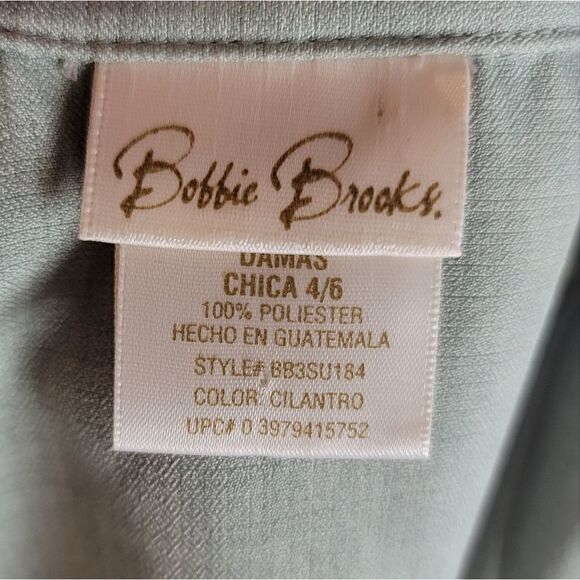 Bobbie Brooks.
DAMAS
CHICA 4/6
100% POLIESTER
HECHO EN GUATEMALA
STYLE# BB3SU184
COLOR: CILANTRO
UPC# 0 3979415752